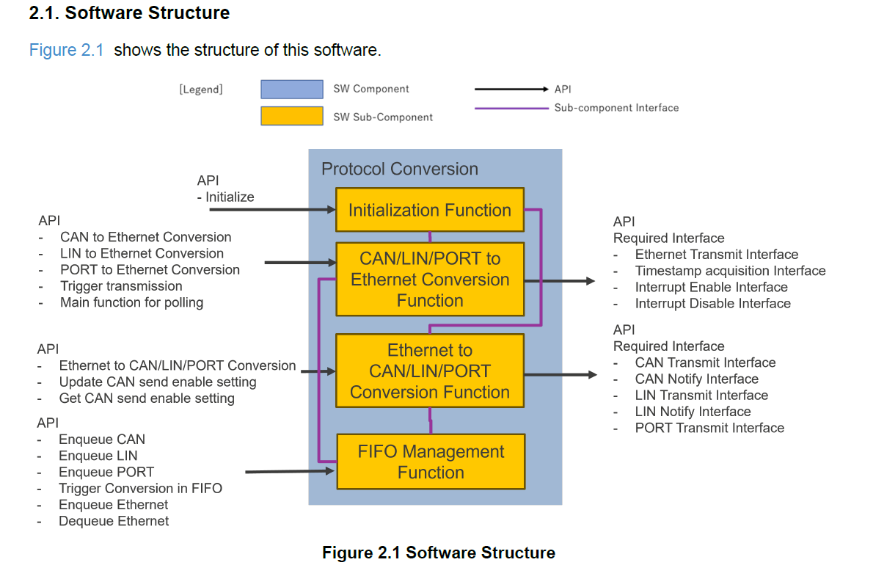 2.1. Software Structure
Figure 2.1 shows the structure of this software.
[Legend]
SW Component
API
SW Sub-Component
Sub-component Interface
Protocol Conversion
API
- Initialize
Initialization Function
API
- CAN to Ethernet Conversion
- LIN to Ethernet Conversion
- PORT to Ethernet Conversion
- Trigger transmission
- Main function for polling
CAN/LIN/PORT to
Ethernet Conversion
Function
API
Required Interface
- Ethernet Transmit Interface
- Timestamp acquisition Interface
- Interrupt Enable Interface
- Interrupt Disable Interface
API
- Ethernet to CAN/LIN/PORT Conversion
- Update CAN send enable setting
- Get CAN send enable setting
Ethernet to
CAN/LIN/PORT
Conversion Function
API
Required Interface
- CAN Transmit Interface
- CAN Notify Interface
- LIN Transmit Interface
- LIN Notify Interface
- PORT Transmit Interface
API
- Enqueue CAN
- Enqueue LIN
- Enqueue PORT
- Trigger Conversion in FIFO
- Enqueue Ethernet
- Dequeue Ethernet
FIFO Management
Function
Figure 2.1 Software Structure